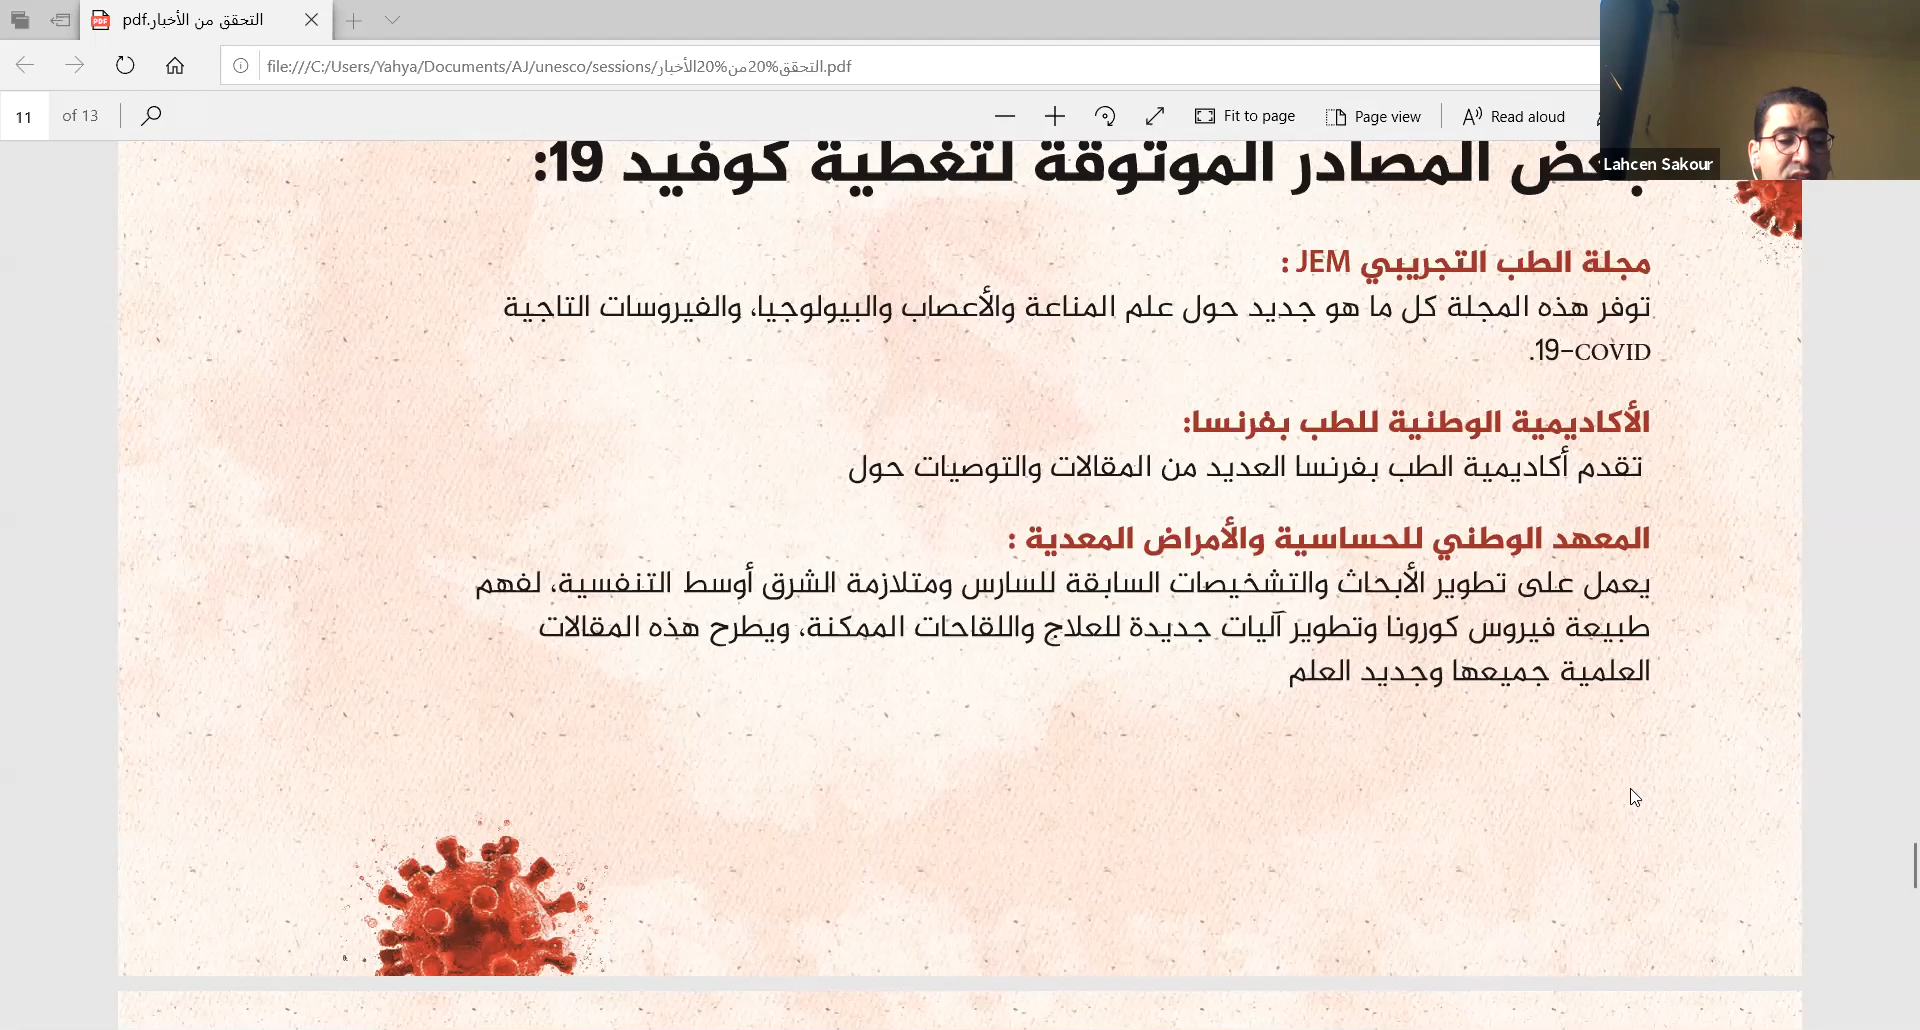 التحقق من الأخبار.pdf
file:///C:/Users/Yahya/Documents/AJ/unesco/sessions/التحقق%20من%20الأخبار.pdf
11 of 13
Fit to page
Page view
Read aloud
Lahcen Sakour
بعض المصادر الموثوقة لتغطية كوفيد 19:
مجلة الطب التجريبي JEM :
توفر هذه المجلة كل ما هو جديد حول علم المناعة والأعصاب والبيولوجيا، والفيروسات التاجية
COVID-19.
الأكاديمية الوطنية للطب بفرنسا:
تقدم أكاديمية الطب بفرنسا العديد من المقالات والتوصيات حول
المعهد الوطني للحساسية والأمراض المعدية :
يعمل على تطوير الأبحاث والتشخيصات السابقة للسارس ومتلازمة الشرق أوسط التنفسية، لفهم
طبيعة فيروس كورونا وتطوير آليات جديدة للعلاج واللقاحات الممكنة، ويطرح هذه المقالات
العلمية جميعها وجديد العلم